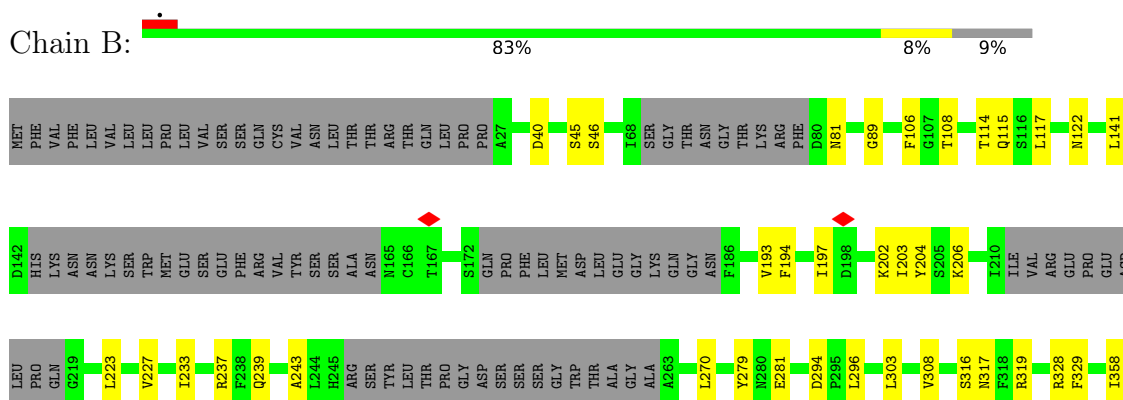 Chain B:
83% 8% 9%
MET PHE VAL PHE LEU VAL LEU LEU PRO LEU VAL SER SER GLN CYS VAL ASN LEU THR THR ARG THR GLN LEU PRO PRO A27 D40 S45 S46 I68 SER GLY THR ASN GLY THR LYS ARG PHE D80 N81 G89 F106 G107 T108 T114 Q115 S116 L117 N122 L141
D142 HIS LYS ASN ASN LYS SER TRP MET GLU SER GLU PHE ARG VAL TYR SER SER ALA ASN N165 C166 T167 S172 GLN PRO PHE LEU MET ASP LEU GLU GLY LYS GLN GLY ASN F186 V193 F194 I197 D198 K202 I203 Y204 S205 K206 I210 ILE VAL ARG GLU PRO GLU ASP
LEU PRO GLN G219 L223 V227 I233 R237 F238 Q239 A243 L244 H245 ARG SER TYR LEU THR PRO GLY ASP SER SER SER GLY TRP THR ALA GLY ALA A263 L270 Y279 N280 E281 D294 P295 L296 L303 V308 S316 N317 F318 R319 R328 F329 I358